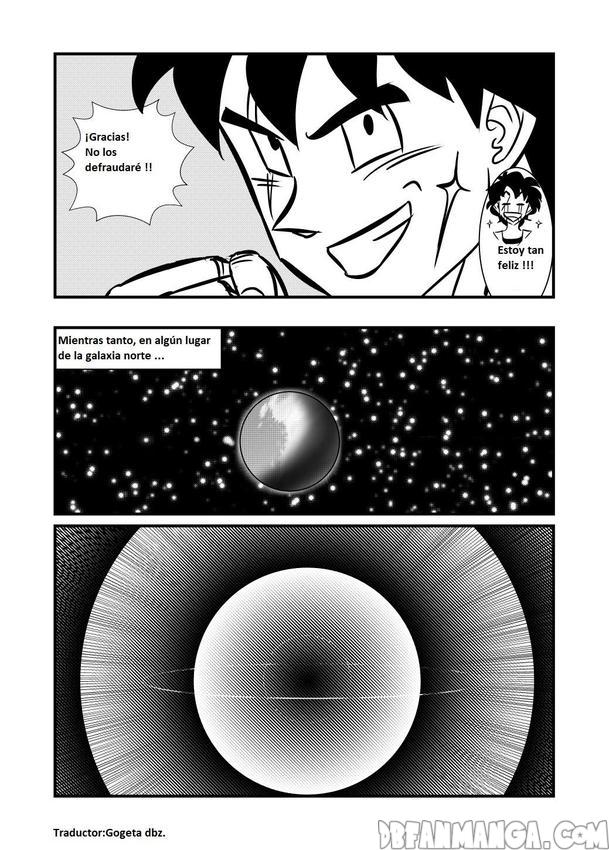 ¡Gracias!
No los
defraudaré !!
Estoy tan
feliz !!!
Mientras tanto, en algún lugar
de la galaxia norte ...
Traductor:Gogeta dbz.
DBFANMANGA.COM